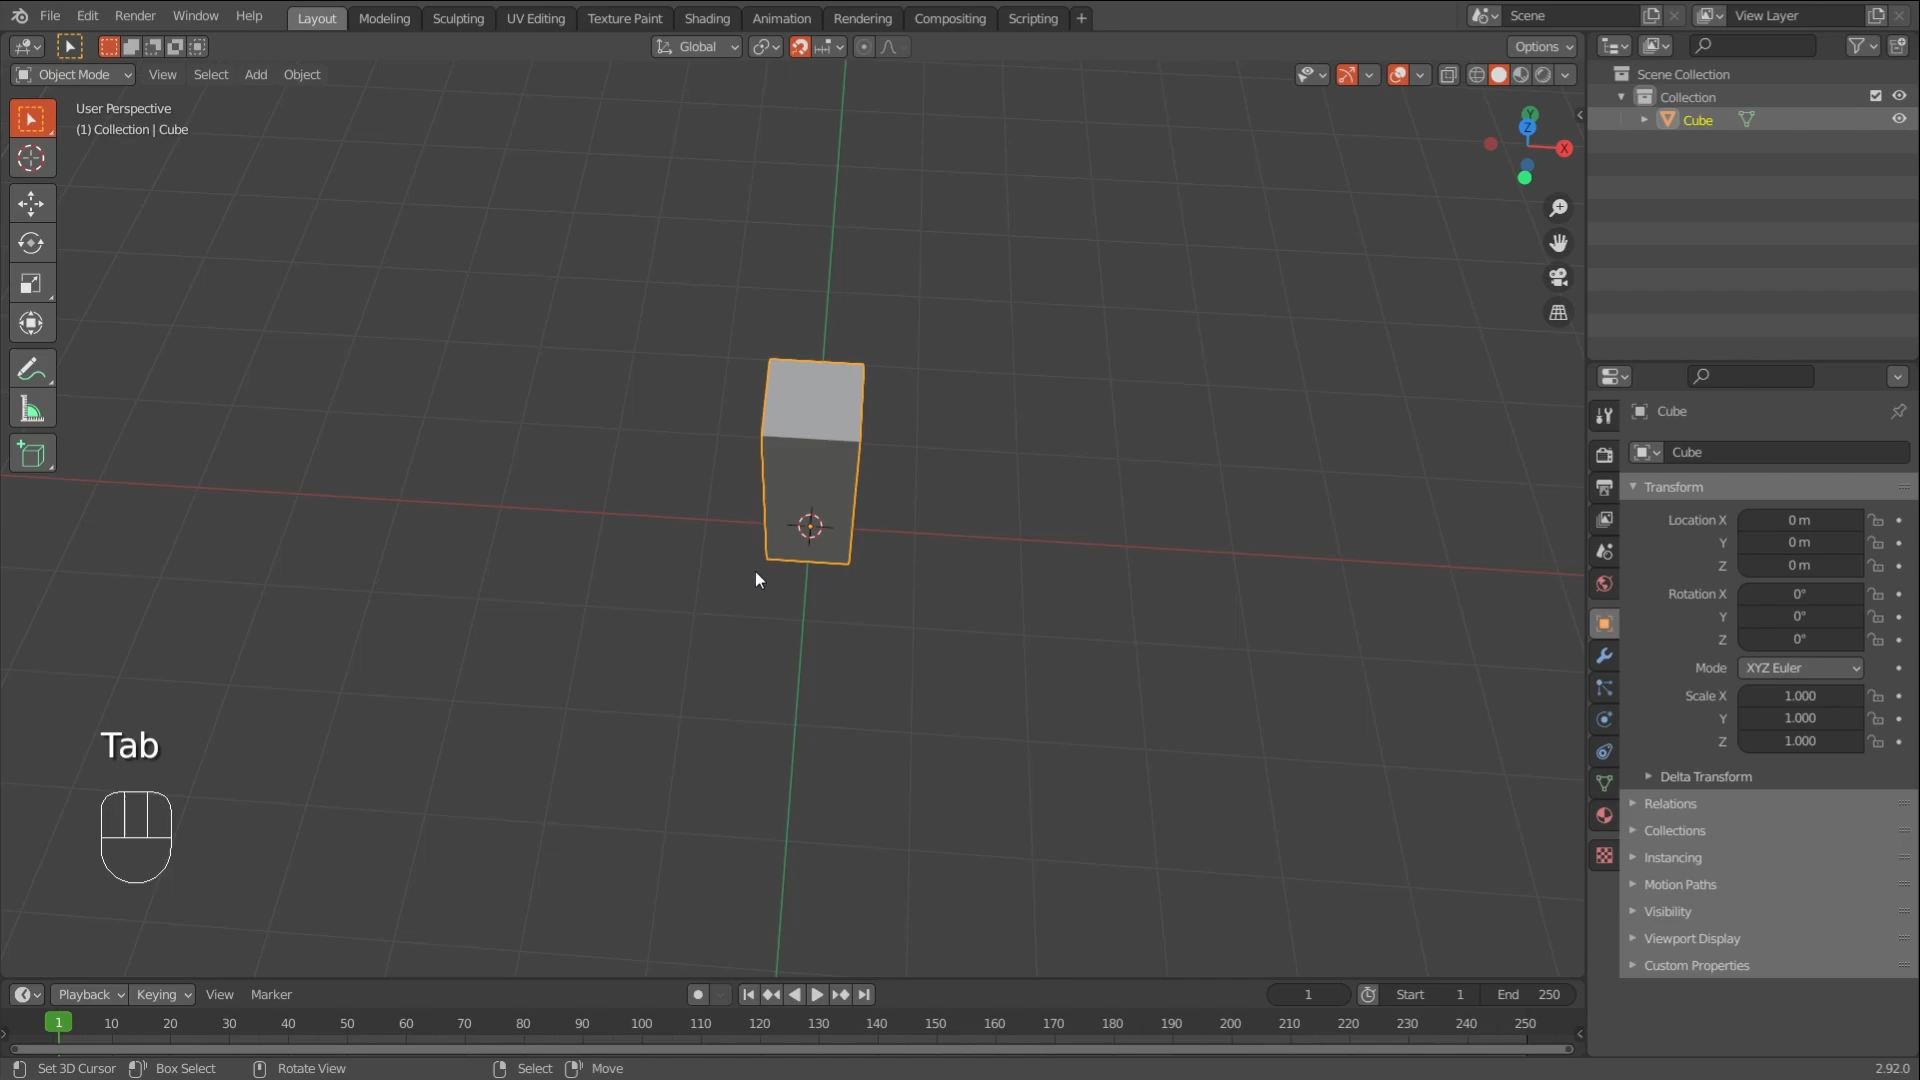 File Edit Render Window Help Layout Modeling Sculpting UV Editing Texture Paint Shading Animation Rendering Compositing Scripting + Scene View Layer
Global Options
Object Mode View Select Add Object
User Perspective
(1) Collection | Cube
Y
Z
X
Scene Collection
Collection
Cube
Cube
Cube
Transform
Location X 0 m
Y 0 m
Z 0 m
Rotation X 0°
Y 0°
Z 0°
Mode XYZ Euler
Scale X 1.000
Y 1.000
Z 1.000
Delta Transform
Relations
Collections
Instancing
Motion Paths
Visibility
Viewport Display
Custom Properties
Tab
Playback Keying View Marker 1 Start 1 End 250
1 10 20 30 40 50 60 70 80 90 100 110 120 130 140 150 160 170 180 190 200 210 220 230 240 250
Set 3D Cursor Box Select Rotate View Select Move 2.92.0